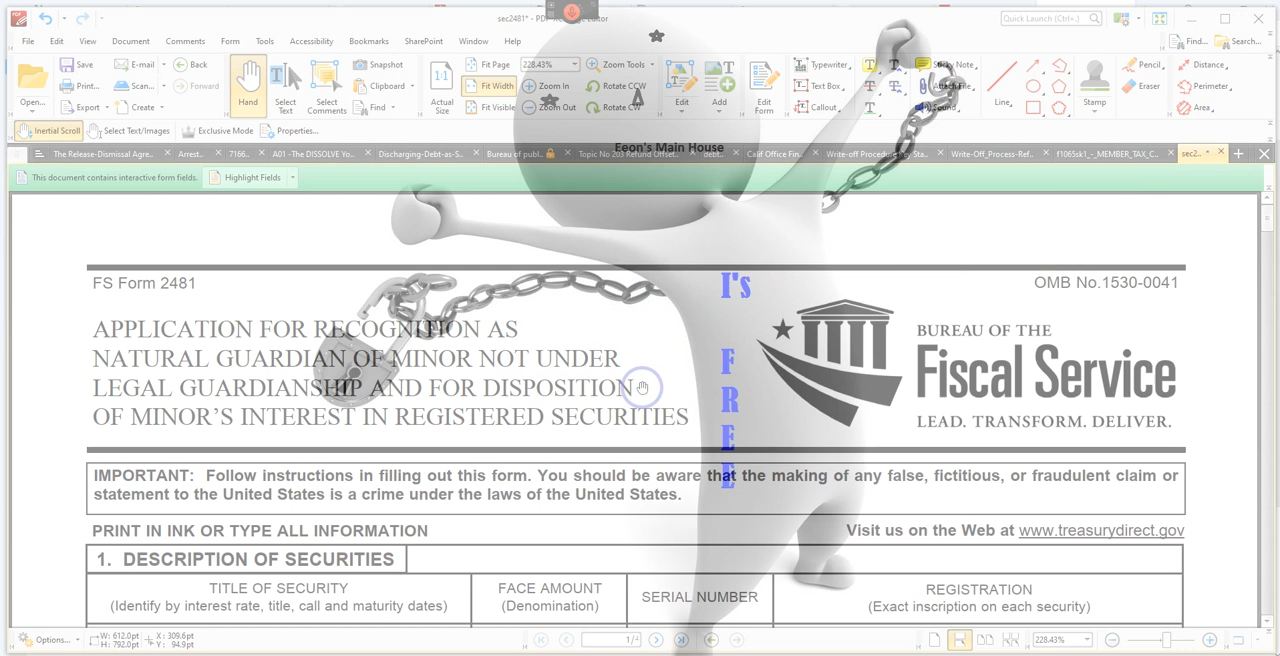 sec2481* - PDF
Editor
Quick Launch (Ctrl+.)
File Edit View Document Comments Form Tools Accessibility Bookmarks SharePoint Window Help
Find... Search...
Open...
Save E-mail Back
Print... Scan... Forward
Export Create
Hand
Select Text
Select Comments
Snapshot
Clipboard
Find
Actual Size
Fit Page
Fit Width
Fit Visible
228.43%
Zoom In
Zoom Out
Zoom Tools
Rotate CCW
Rotate CW
Edit
Add
Edit Form
Typewriter
Text Box
Callout
Sticky Note
Attach File
Sound
Line
Stamp
Pencil
Eraser
Distance
Perimeter
Area
Inertial Scroll Select Text/Images Exclusive Mode Properties...
Eeon's Main House
The Release-Dismissal Agre.. Arrest.. 7166.. A01 -The DISSOLVE Yo.. Discharging-Debt-as-S.. Bureau of publ.. Topic No 203 Refund Offset.. debt.. Calif Office Fin.. Write-off Procedure Sta.. Write-Off_Process-Ref.. f1065sk1_-_MEMBER_TAX_C.. sec2.. *
This document contains interactive form fields. Highlight Fields
FS Form 2481
OMB No.1530-0041
APPLICATION FOR RECOGNITION AS
NATURAL GUARDIAN OF MINOR NOT UNDER
LEGAL GUARDIANSHIP AND FOR DISPOSITION
OF MINOR'S INTEREST IN REGISTERED SECURITIES
I's
F
R
E
E
BUREAU OF THE
Fiscal Service
LEAD. TRANSFORM. DELIVER.
IMPORTANT: Follow instructions in filling out this form. You should be aware that the making of any false, fictitious, or fraudulent claim or
statement to the United States is a crime under the laws of the United States.
PRINT IN INK OR TYPE ALL INFORMATION
Visit us on the Web at www.treasurydirect.gov
1. DESCRIPTION OF SECURITIES
TITLE OF SECURITY
(Identify by interest rate, title, call and maturity dates)
FACE AMOUNT
(Denomination)
SERIAL NUMBER
REGISTRATION
(Exact inscription on each security)
Options...
W: 612.0pt
H: 792.0pt
X: 309.6pt
Y: 94.9pt
228.43%